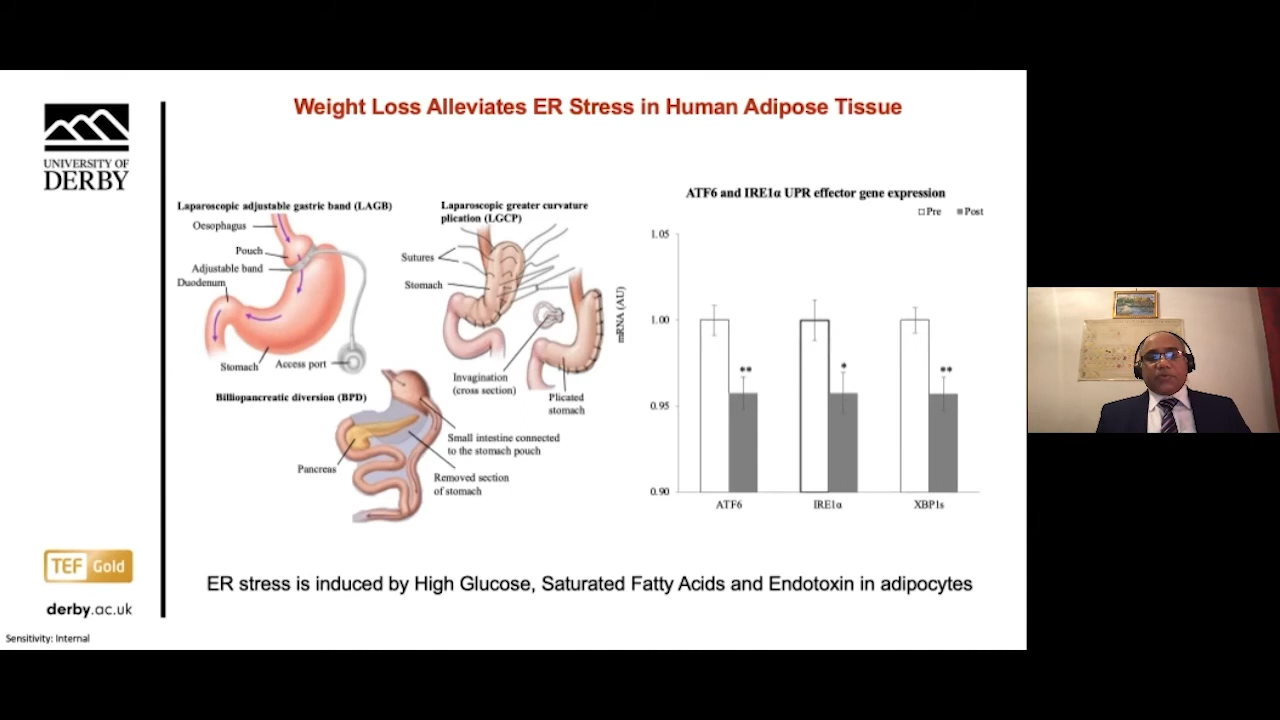 Weight Loss Alleviates ER Stress in Human Adipose Tissue
UNIVERSITY OF
DERBY
Laparoscopic adjustable gastric band (LAGB)
Oesophagus
Pouch
Adjustable band
Duodenum
Stomach
Access port
Laparoscopic greater curvature
plication (LGCP)
Sutures
Stomach
Invagination
(cross section)
Plicated
stomach
Billiopancreatic diversion (BPD)
Pancreas
Small intestine connected
to the stomach pouch
Removed section
of stomach
ATF6 and IRE1α UPR effector gene expression
Pre Post
mRNA (AU)
1.05
1.00
0.95
0.90
** * **
ATF6 IRE1α XBP1s
ER stress is induced by High Glucose, Saturated Fatty Acids and Endotoxin in adipocytes
TEF Gold
derby.ac.uk
Sensitivity: Internal